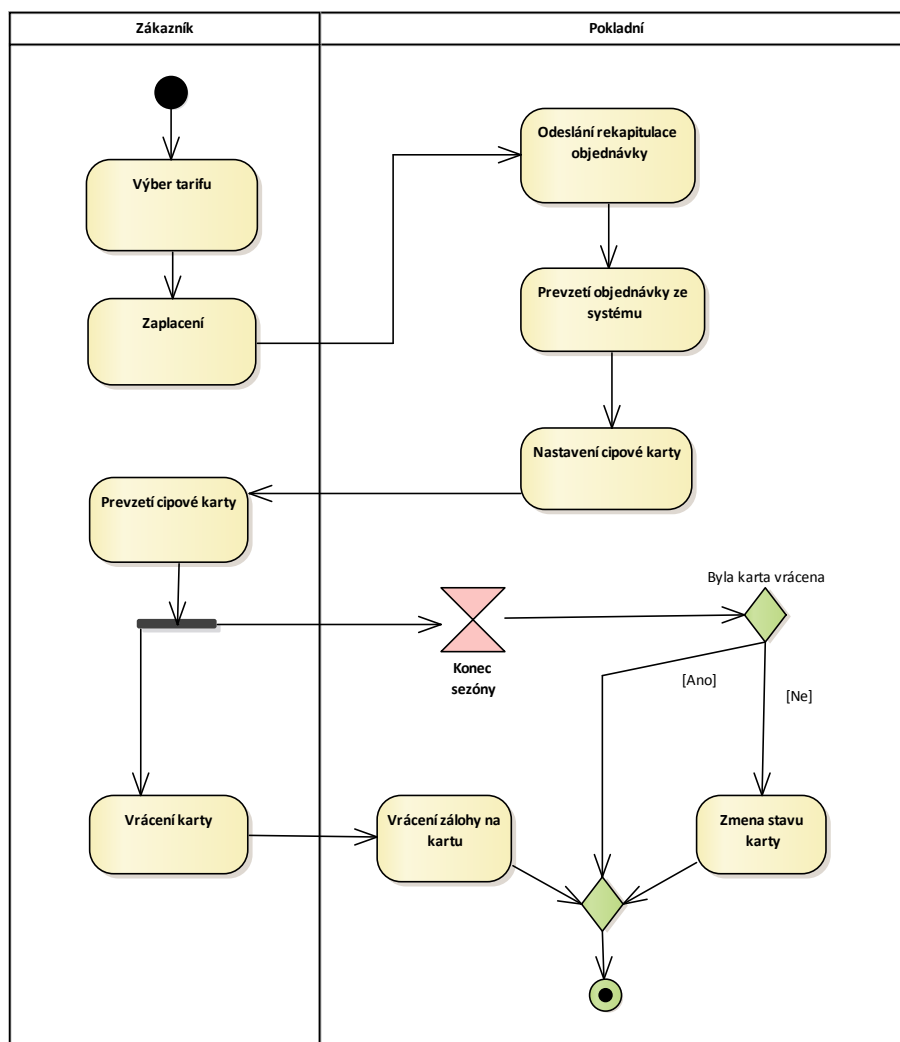 Zákazník
Pokladní
Odeslání rekapitulace
objednávky
Výber tarifu
Prevzetí objednávky ze
systému
Zaplacení
Nastavení cipové karty
Prevzetí cipové karty
Byla karta vrácena
Konec
sezóny
[Ano]
[Ne]
Vrácení karty
Vrácení zálohy na
kartu
Zmena stavu
karty